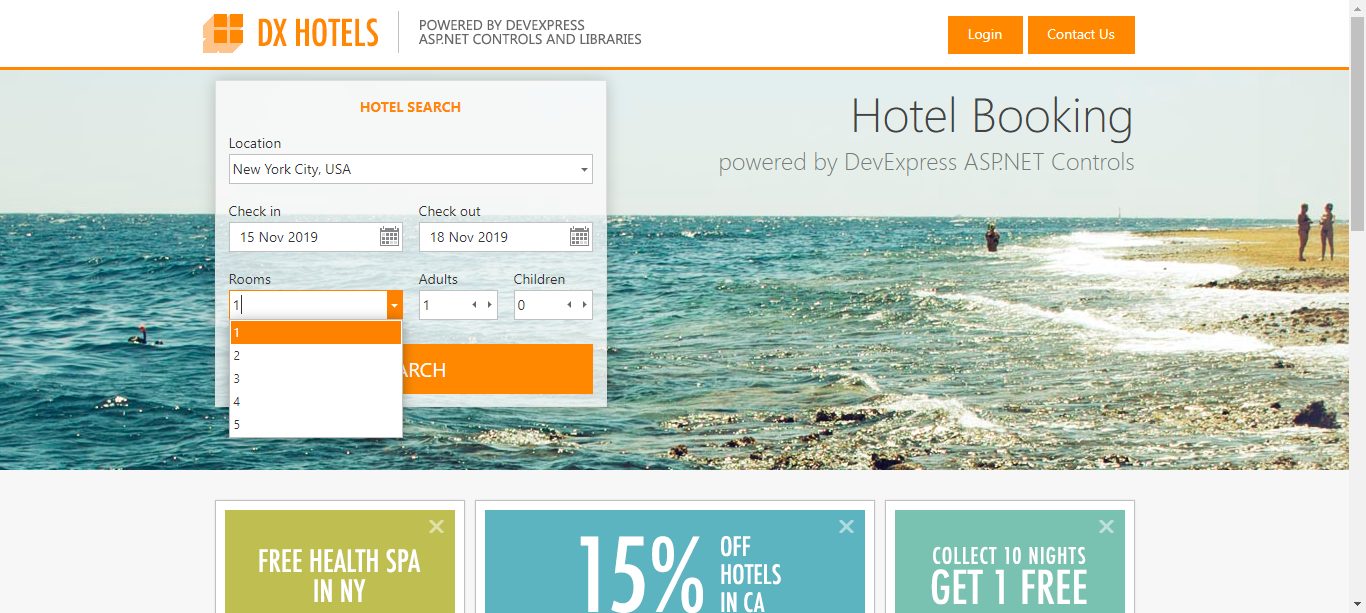 DX HOTELS
POWERED BY DEVEXPRESS
ASP.NET CONTROLS AND LIBRARIES
Login
Contact Us
HOTEL SEARCH
Hotel Booking
powered by DevExpress ASP.NET Controls
Location
New York City, USA
Check in
Check out
15 Nov 2019
18 Nov 2019
Rooms
Adults
Children
1
1
0
1
2
3
4
5
ARCH
FREE HEALTH SPA
IN NY
15%
OFF
HOTELS
IN CA
COLLECT 10 NIGHTS
GET 1 FREE